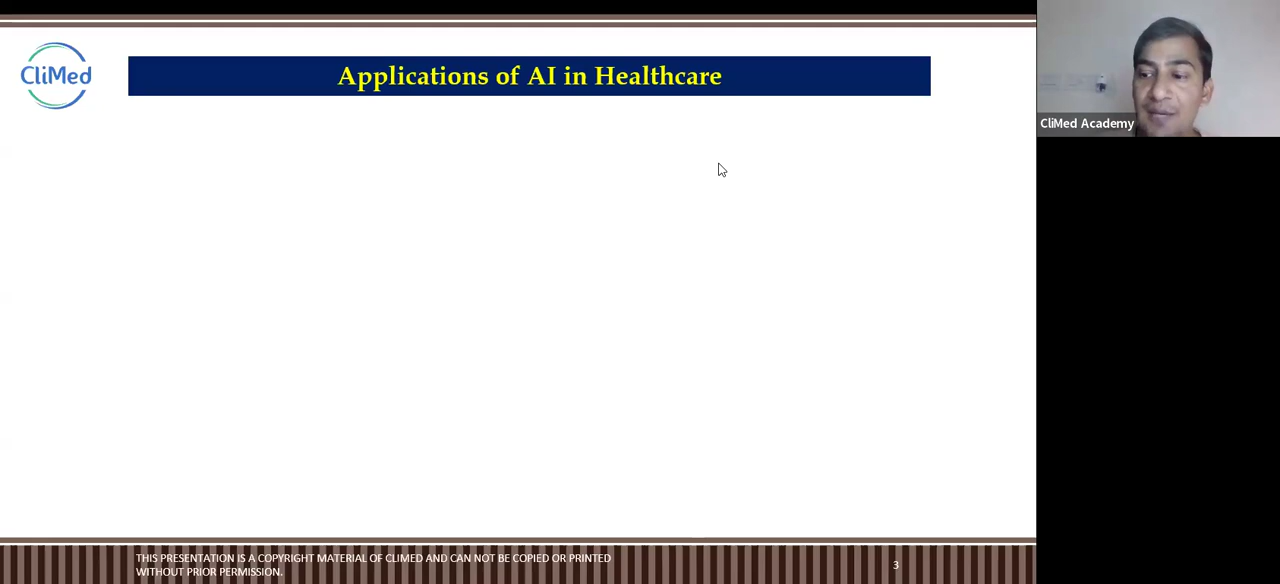 CliMed
Applications of AI in Healthcare
CliMed Academy
THIS PRESENTATION IS A COPYRIGHT MATERIAL OF CLIMED AND CAN NOT BE COPIED OR PRINTED
WITHOUT PRIOR PERMISSION.
3